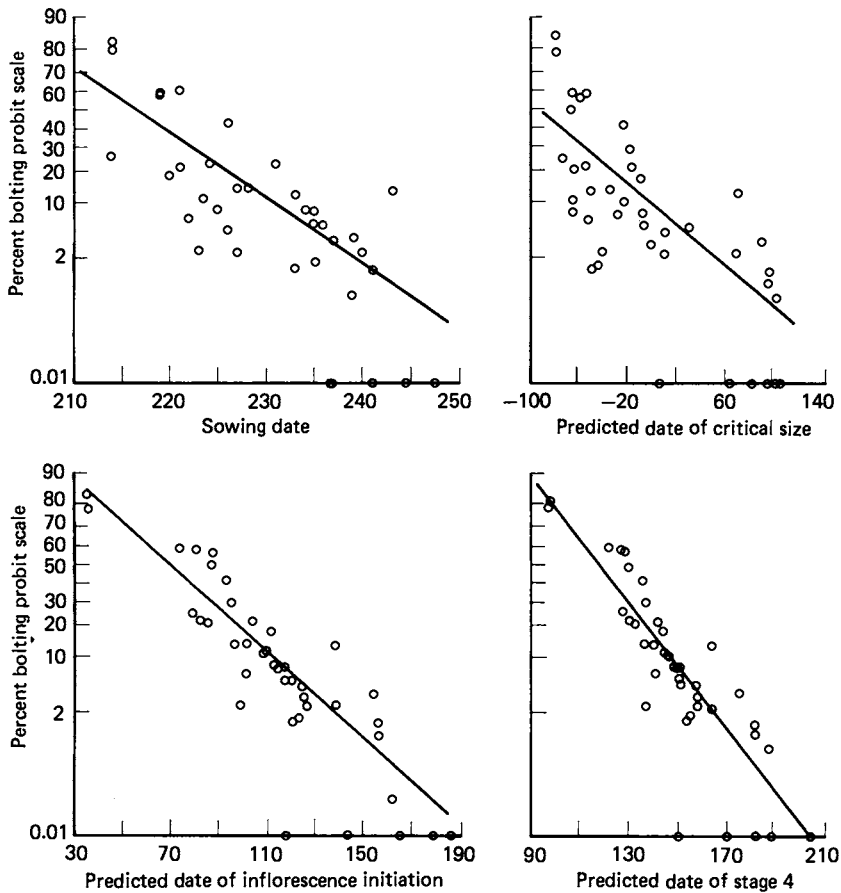 Percent bolting probit scale
90
80
70
60
40
30
20
10
2
0.01
210 220 230 240 250
Sowing date
−100 −20 60 140
Predicted date of critical size
Percent bolting probit scale
90
80
70
60
50
30
20
10
2
0.01
30 70 110 150 190
Predicted date of inflorescence initiation
90 130 170 210
Predicted date of stage 4